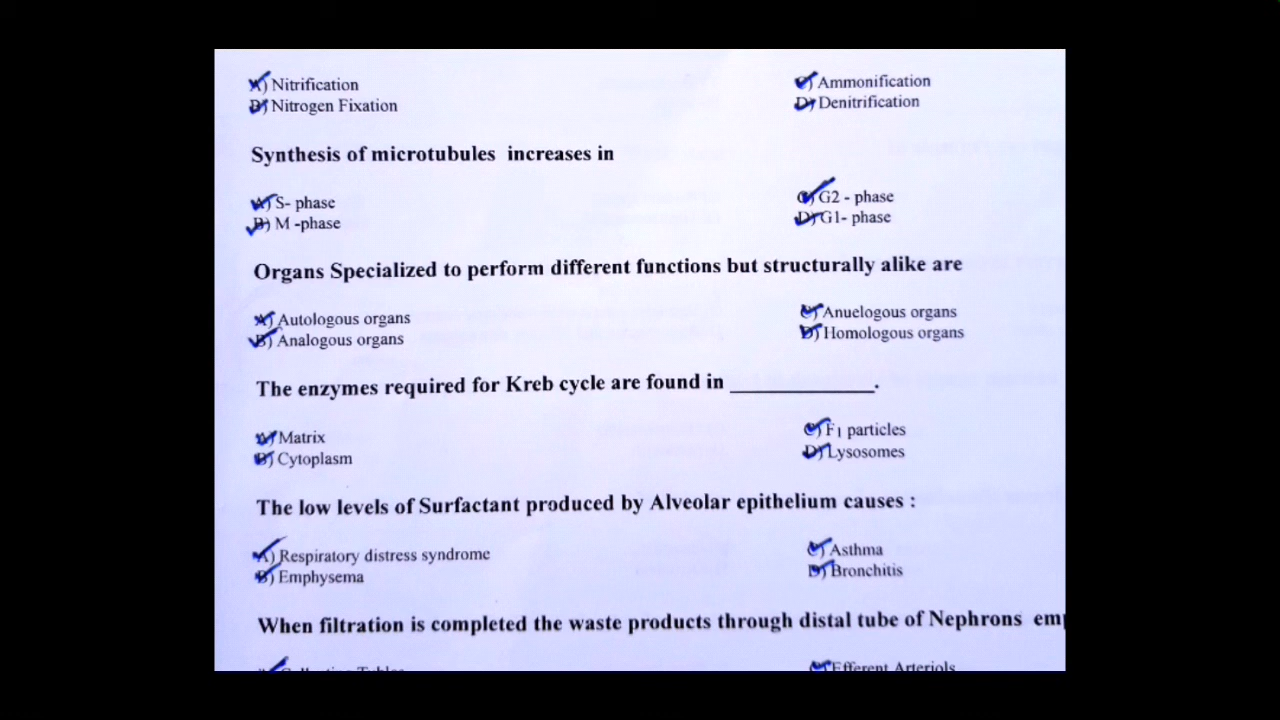 A) Nitrification
C) Ammonification
B) Nitrogen Fixation
D) Denitrification
Synthesis of microtubules increases in
A) S- phase
C) G2 - phase
B) M -phase
D) G1- phase
Organs Specialized to perform different functions but structurally alike are
A) Autologous organs
C) Anuelogous organs
B) Analogous organs
D) Homologous organs
The enzymes required for Kreb cycle are found in ____________.
A) Matrix
C) F1 particles
B) Cytoplasm
D) Lysosomes
The low levels of Surfactant produced by Alveolar epithelium causes :
A) Respiratory distress syndrome
C) Asthma
B) Emphysema
D) Bronchitis
When filtration is completed the waste products through distal tube of Nephrons em
Efferent Arteriols